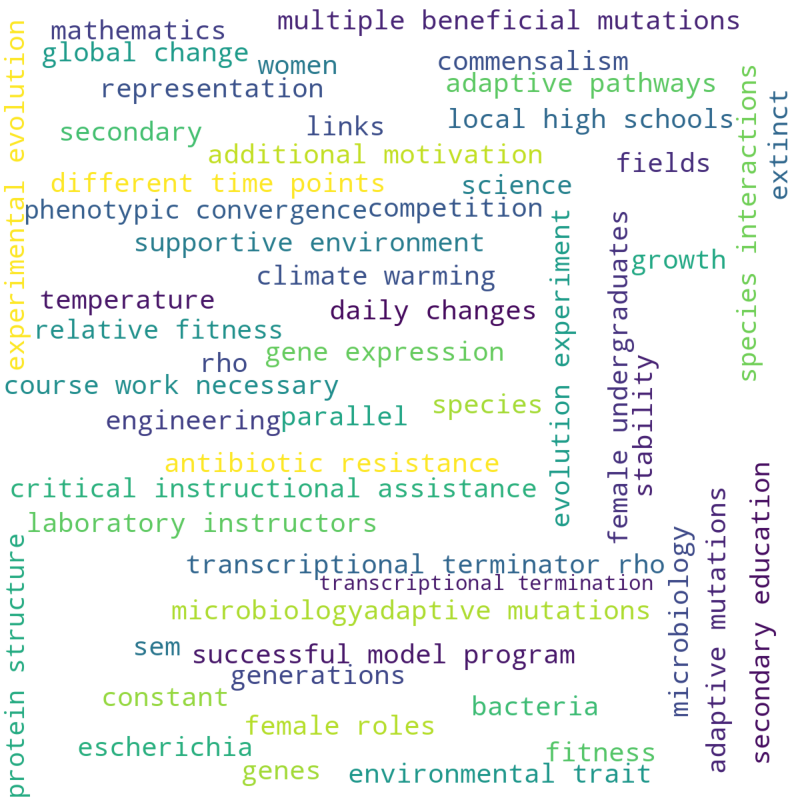 multiple beneficial mutations
mathematics
global change
women
commensalism
representation
adaptive pathways
experimental evolution
species interactions
extinct
secondary
links
local high schools
additional motivation
fields
different time points
science
phenotypic convergence
competition
supportive environment
evolution experiment
female undergraduates
growth
climate warming
temperature
daily changes
relative fitness
rho
gene expression
stability
course work necessary
engineering
parallel
species
antibiotic resistance
critical instructional assistance
laboratory instructors
protein structure
microbiology
adaptive mutations
secondary education
transcriptional terminator rho
transcriptional termination
microbiologyadaptive mutations
sem
successful model program
generations
constant
bacteria
female roles
escherichia
fitness
genes
environmental trait